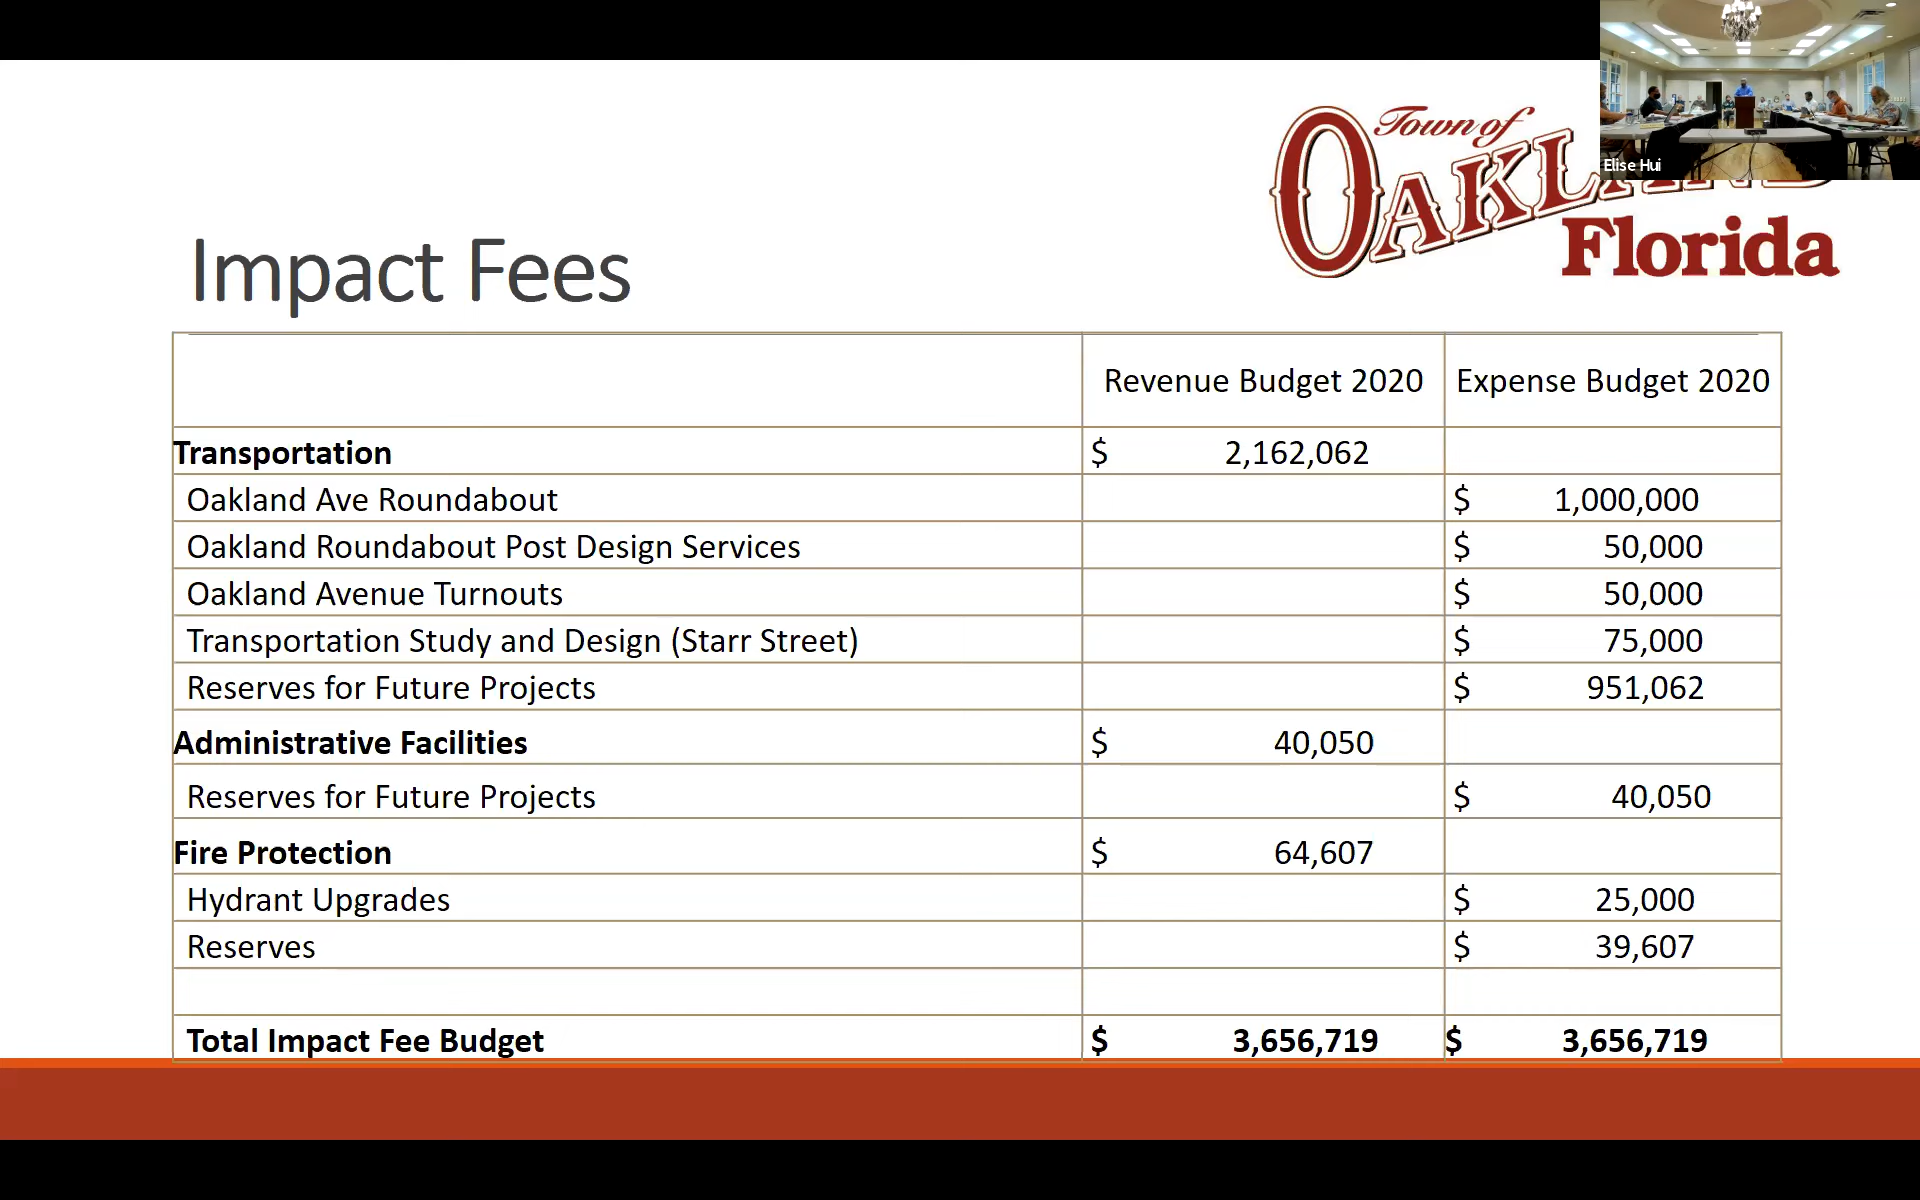 Elise Hui
Town of
OAKLAND
Florida
Impact Fees
Revenue Budget 2020 Expense Budget 2020
Transportation $ 2,162,062
Oakland Ave Roundabout $ 1,000,000
Oakland Roundabout Post Design Services $ 50,000
Oakland Avenue Turnouts $ 50,000
Transportation Study and Design (Starr Street) $ 75,000
Reserves for Future Projects $ 951,062
Administrative Facilities $ 40,050
Reserves for Future Projects $ 40,050
Fire Protection $ 64,607
Hydrant Upgrades $ 25,000
Reserves $ 39,607
Total Impact Fee Budget $ 3,656,719 $ 3,656,719